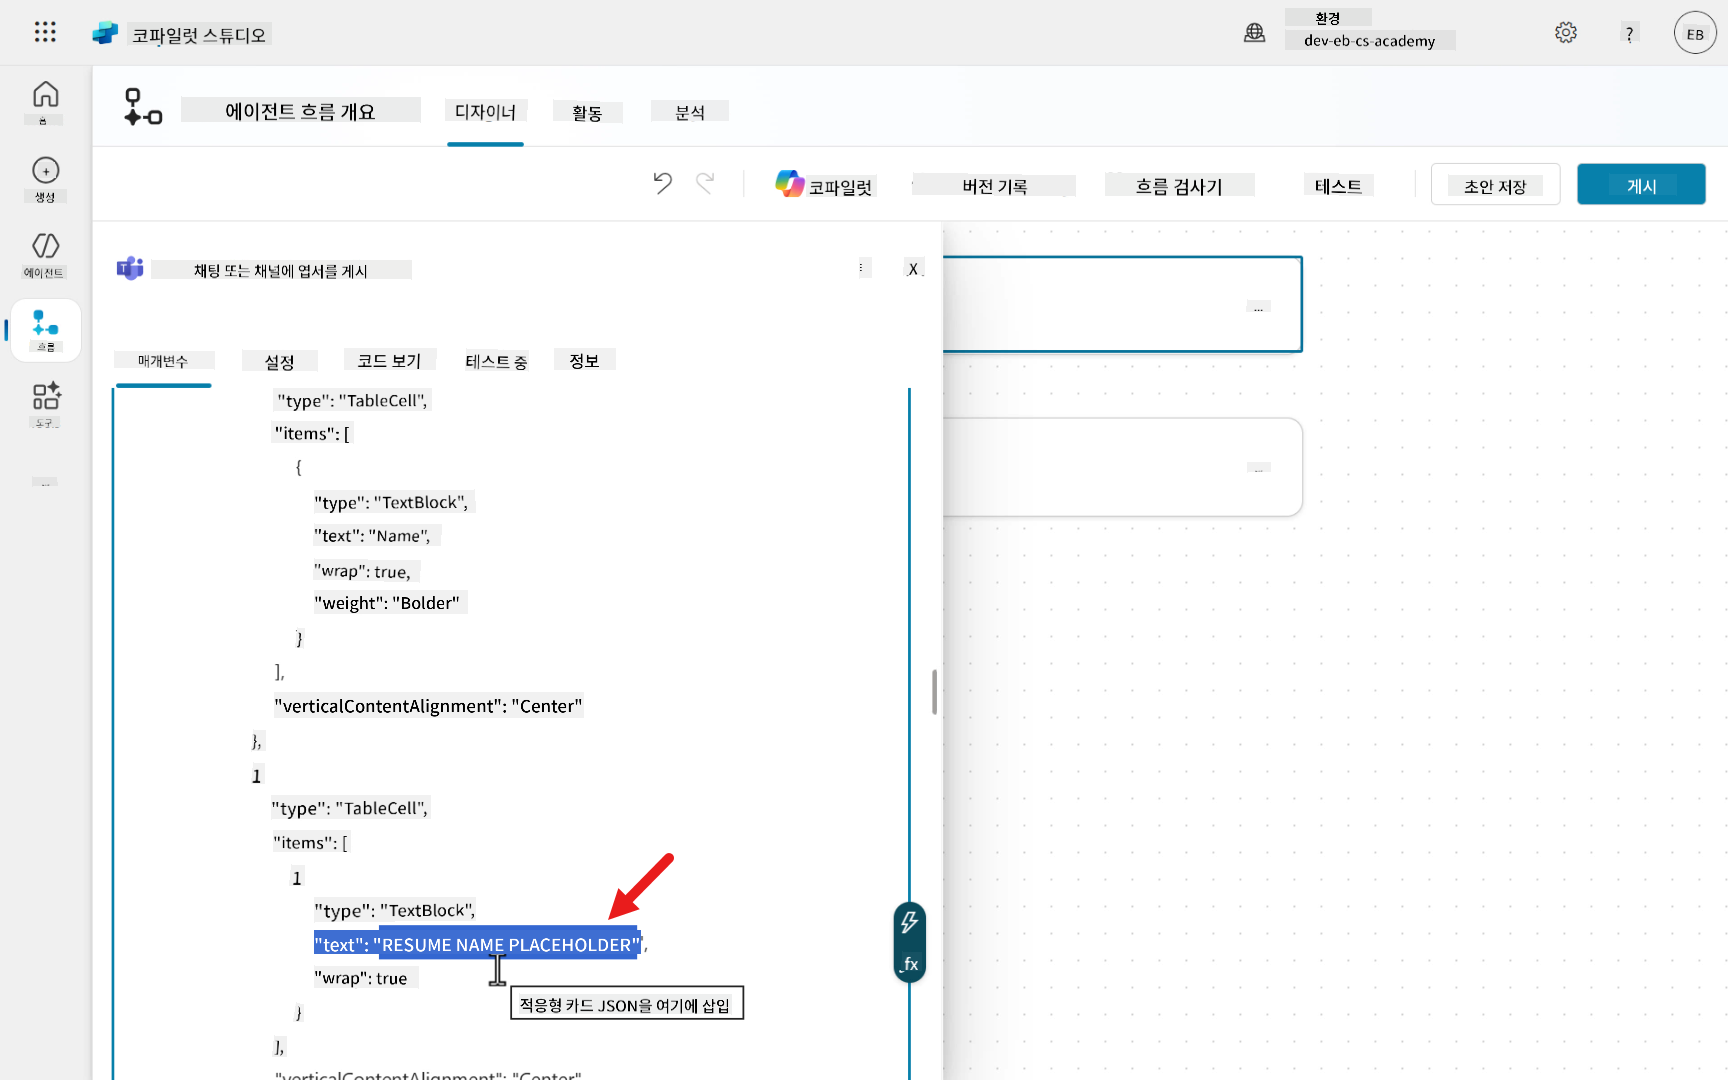 코파일럿 스튜디오
환경
dev-eb-cs-academy
?
EB
홈
생성
에이전트
흐름
도구
...
에이전트 흐름 개요
디자이너
활동
분석
코파일럿
버전 기록
흐름 검사기
테스트
초안 저장
게시
채팅 또는 채널에 엽서를 게시
X
매개변수
설정
코드 보기
테스트 중
정보
"type": "TableCell",
"items": [
{
"type": "TextBlock",
"text": "Name",
"wrap": true,
"weight": "Bolder"
}
],
"verticalContentAlignment": "Center"
},
1
"type": "TableCell",
"items": [
1
"type": "TextBlock",
"text": "RESUME NAME PLACEHOLDER",
"wrap": true
}
],
"verticalContentAlignment": "Center"
적응형 카드 JSON을 여기에 삽입
fx
...
...